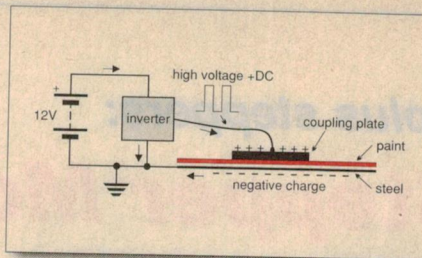 high voltage +DC
+
12V
inverter
coupling plate
+ + + + + + +
paint
negative charge
steel